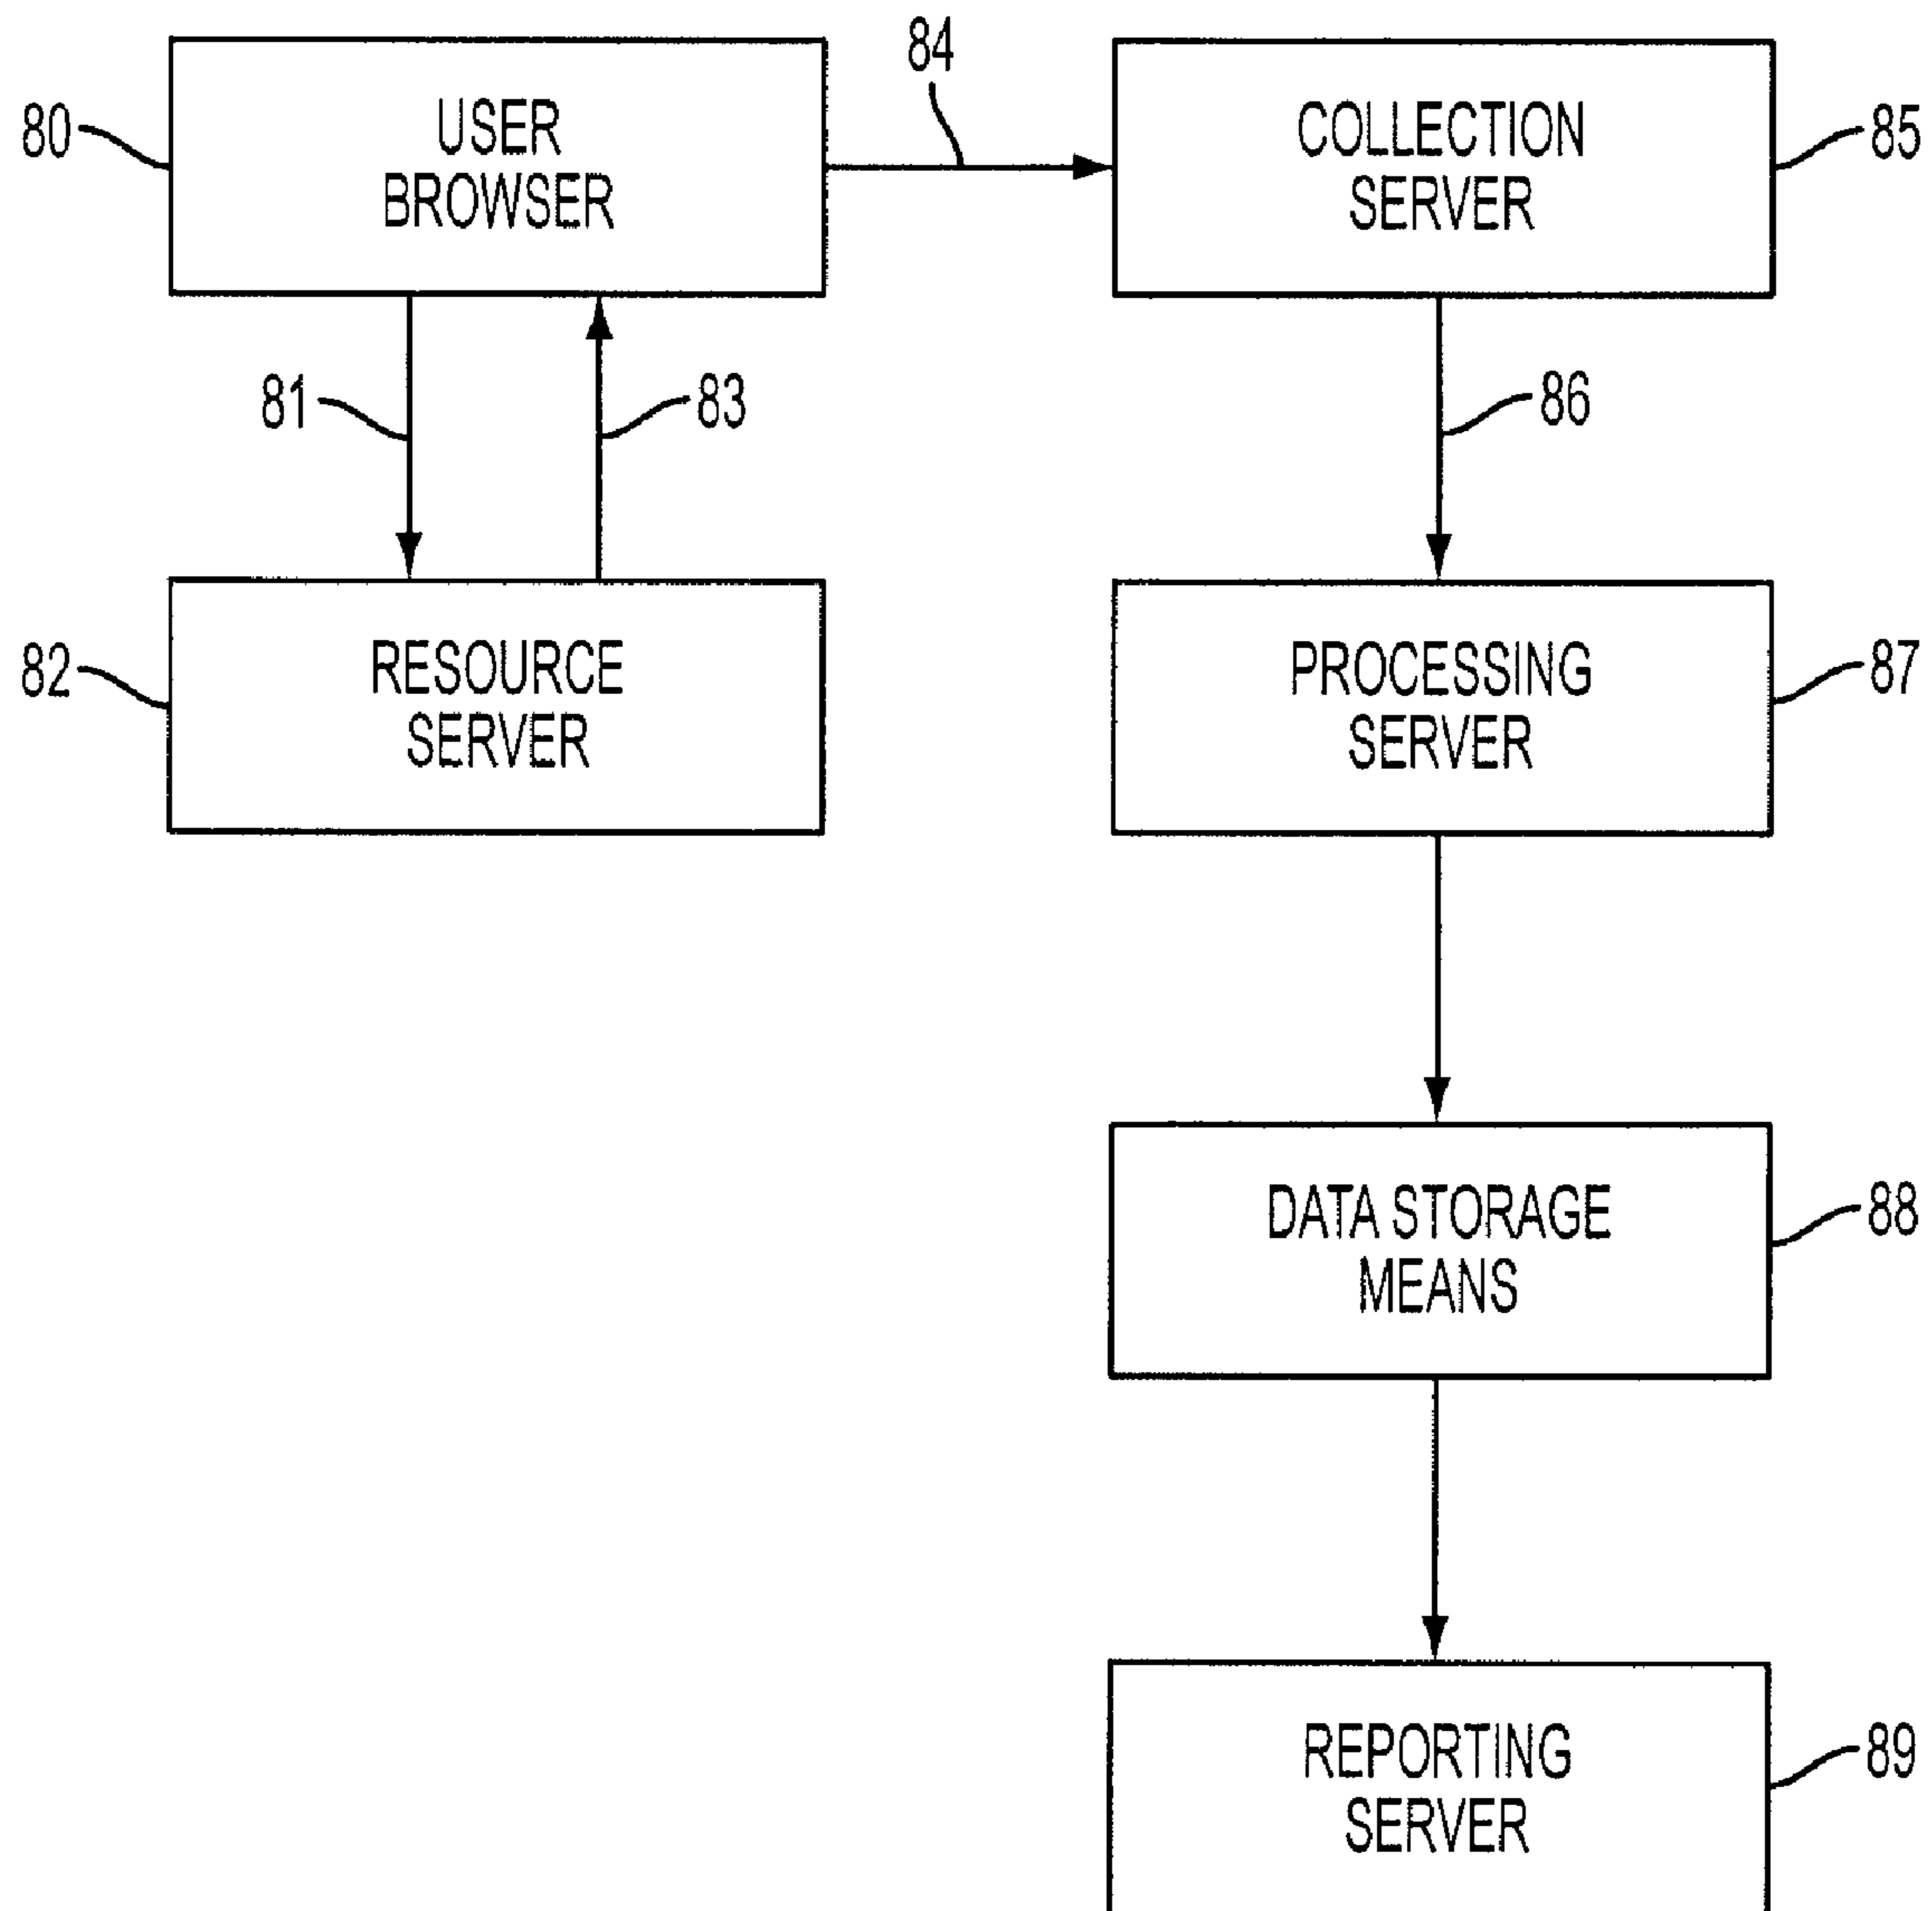 84
80
USER
BROWSER
COLLECTION
SERVER
85
81
83
86
82
RESOURCE
SERVER
PROCESSING
SERVER
87
DATA STORAGE
MEANS
88
REPORTING
SERVER
89